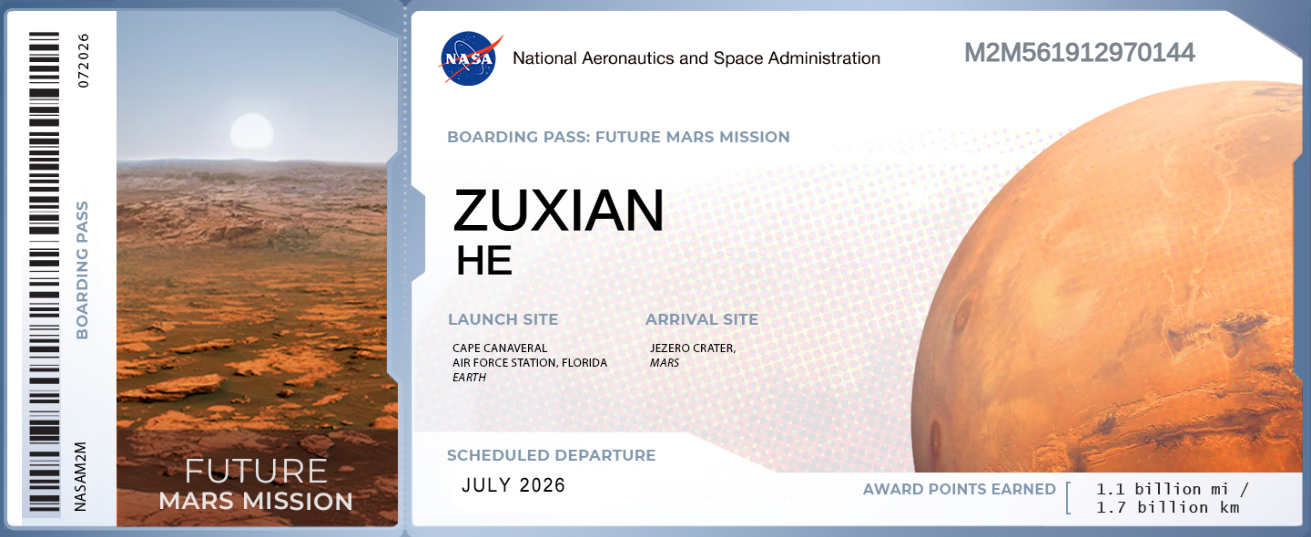 072026
BOARDING PASS
NASAM2M
FUTURE
MARS MISSION
NASA
National Aeronautics and Space Administration
M2M561912970144
BOARDING PASS: FUTURE MARS MISSION
ZUXIAN
HE
LAUNCH SITE
CAPE CANAVERAL
AIR FORCE STATION, FLORIDA
EARTH
ARRIVAL SITE
JEZERO CRATER,
MARS
SCHEDULED DEPARTURE
JULY 2026
AWARD POINTS EARNED
1.1 billion mi /
1.7 billion km